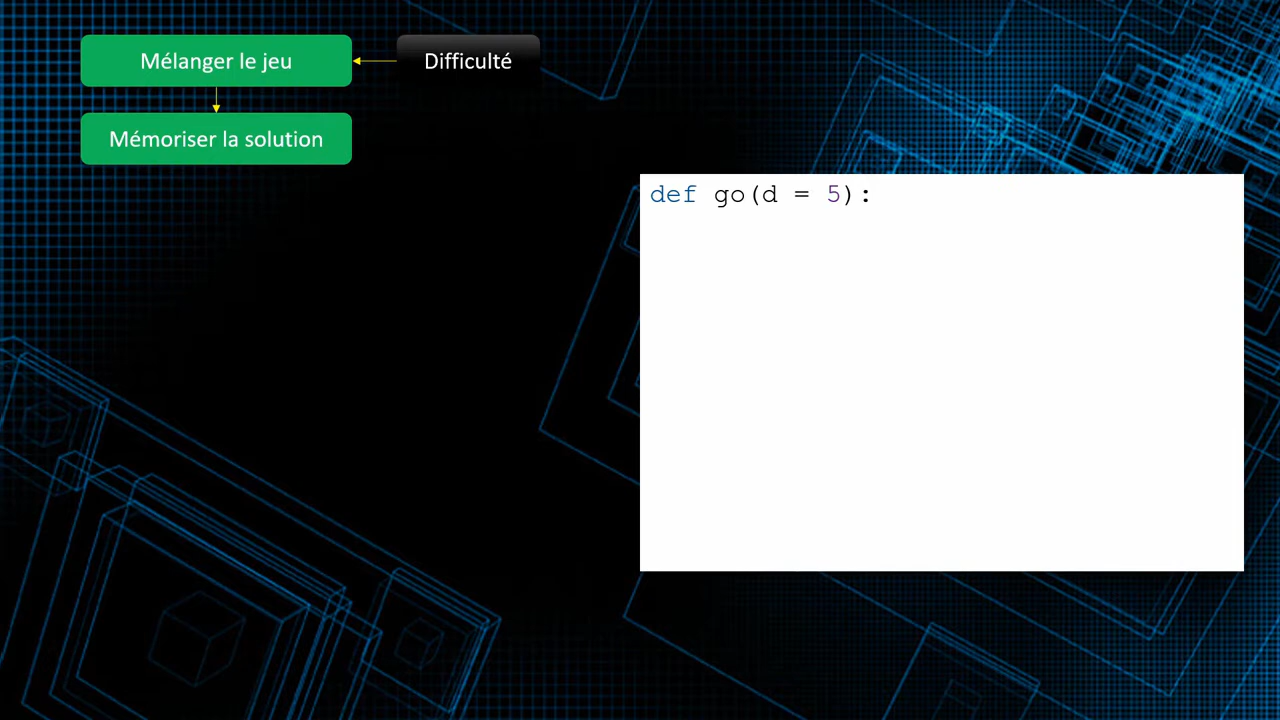 Mélanger le jeu
Difficulté
Mémoriser la solution
def go(d = 5):